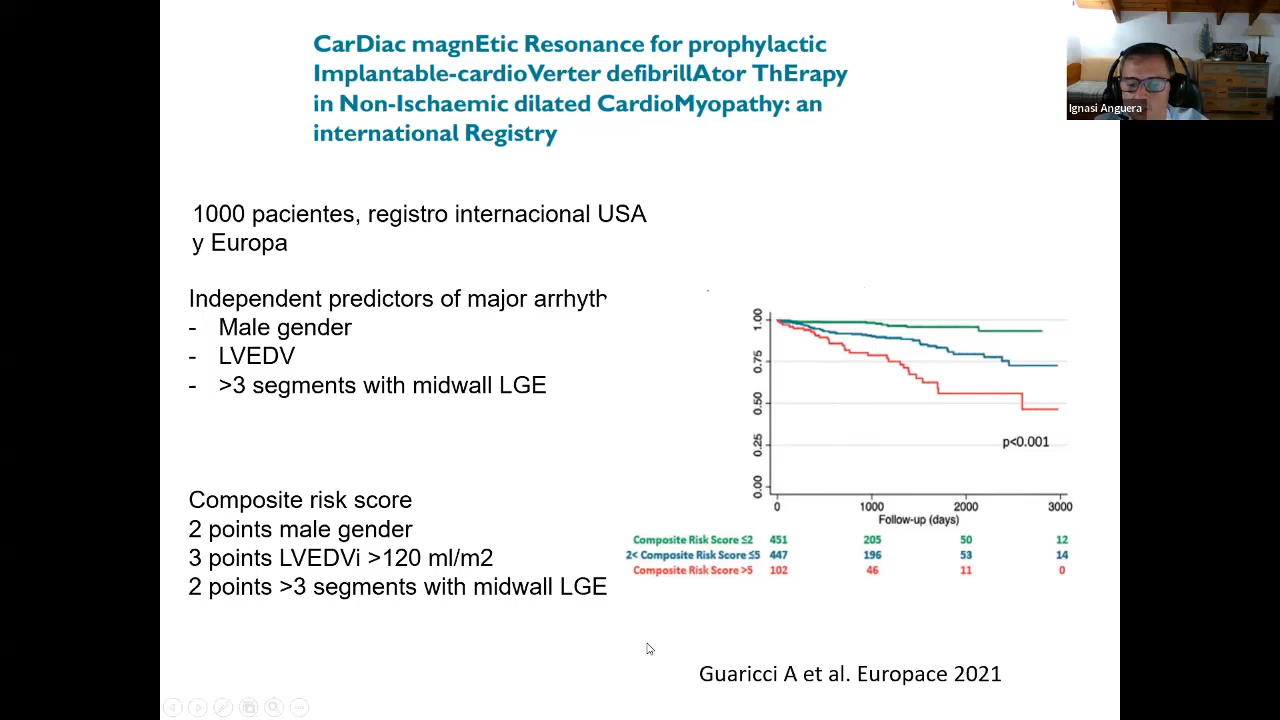 CarDiac magnEtic Resonance for prophylactic
Implantable-cardioVerter defibrillAtor ThErapy
in Non-Ischaemic dilated CardioMyopathy: an
international Registry
Ignasi Anguera
1000 pacientes, registro internacional USA
y Europa
Independent predictors of major arrhyth
- Male gender
- LVEDV
- >3 segments with midwall LGE
Composite risk score
2 points male gender
3 points LVEDVi >120 ml/m2
2 points >3 segments with midwall LGE
1.00
0.75
0.50
0.25
0.00
p<0.001
0 1000 2000 3000
Follow-up (days)
Composite Risk Score ≤2 451 205 50 12
2< Composite Risk Score ≤5 447 196 53 14
Composite Risk Score >5 102 46 11 0
Guaricci A et al. Europace 2021